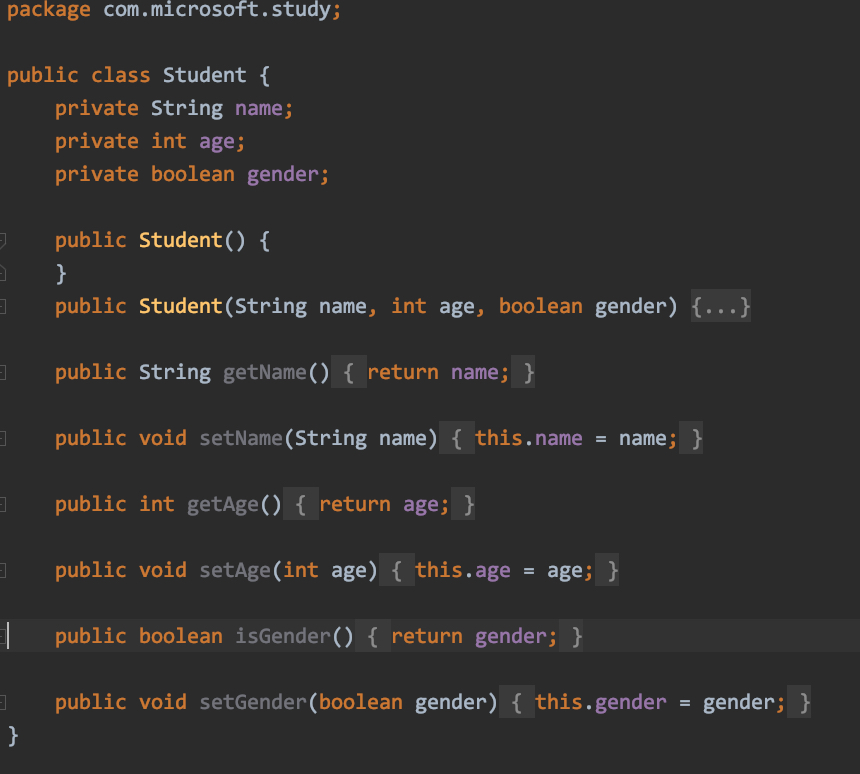 package com.microsoft.study;
public class Student {
private String name;
private int age;
private boolean gender;
public Student() {
}
public Student(String name, int age, boolean gender) {...}
public String getName() { return name; }
public void setName(String name) { this.name = name; }
public int getAge() { return age; }
public void setAge(int age) { this.age = age; }
public boolean isGender() { return gender; }
public void setGender(boolean gender) { this.gender = gender; }
}